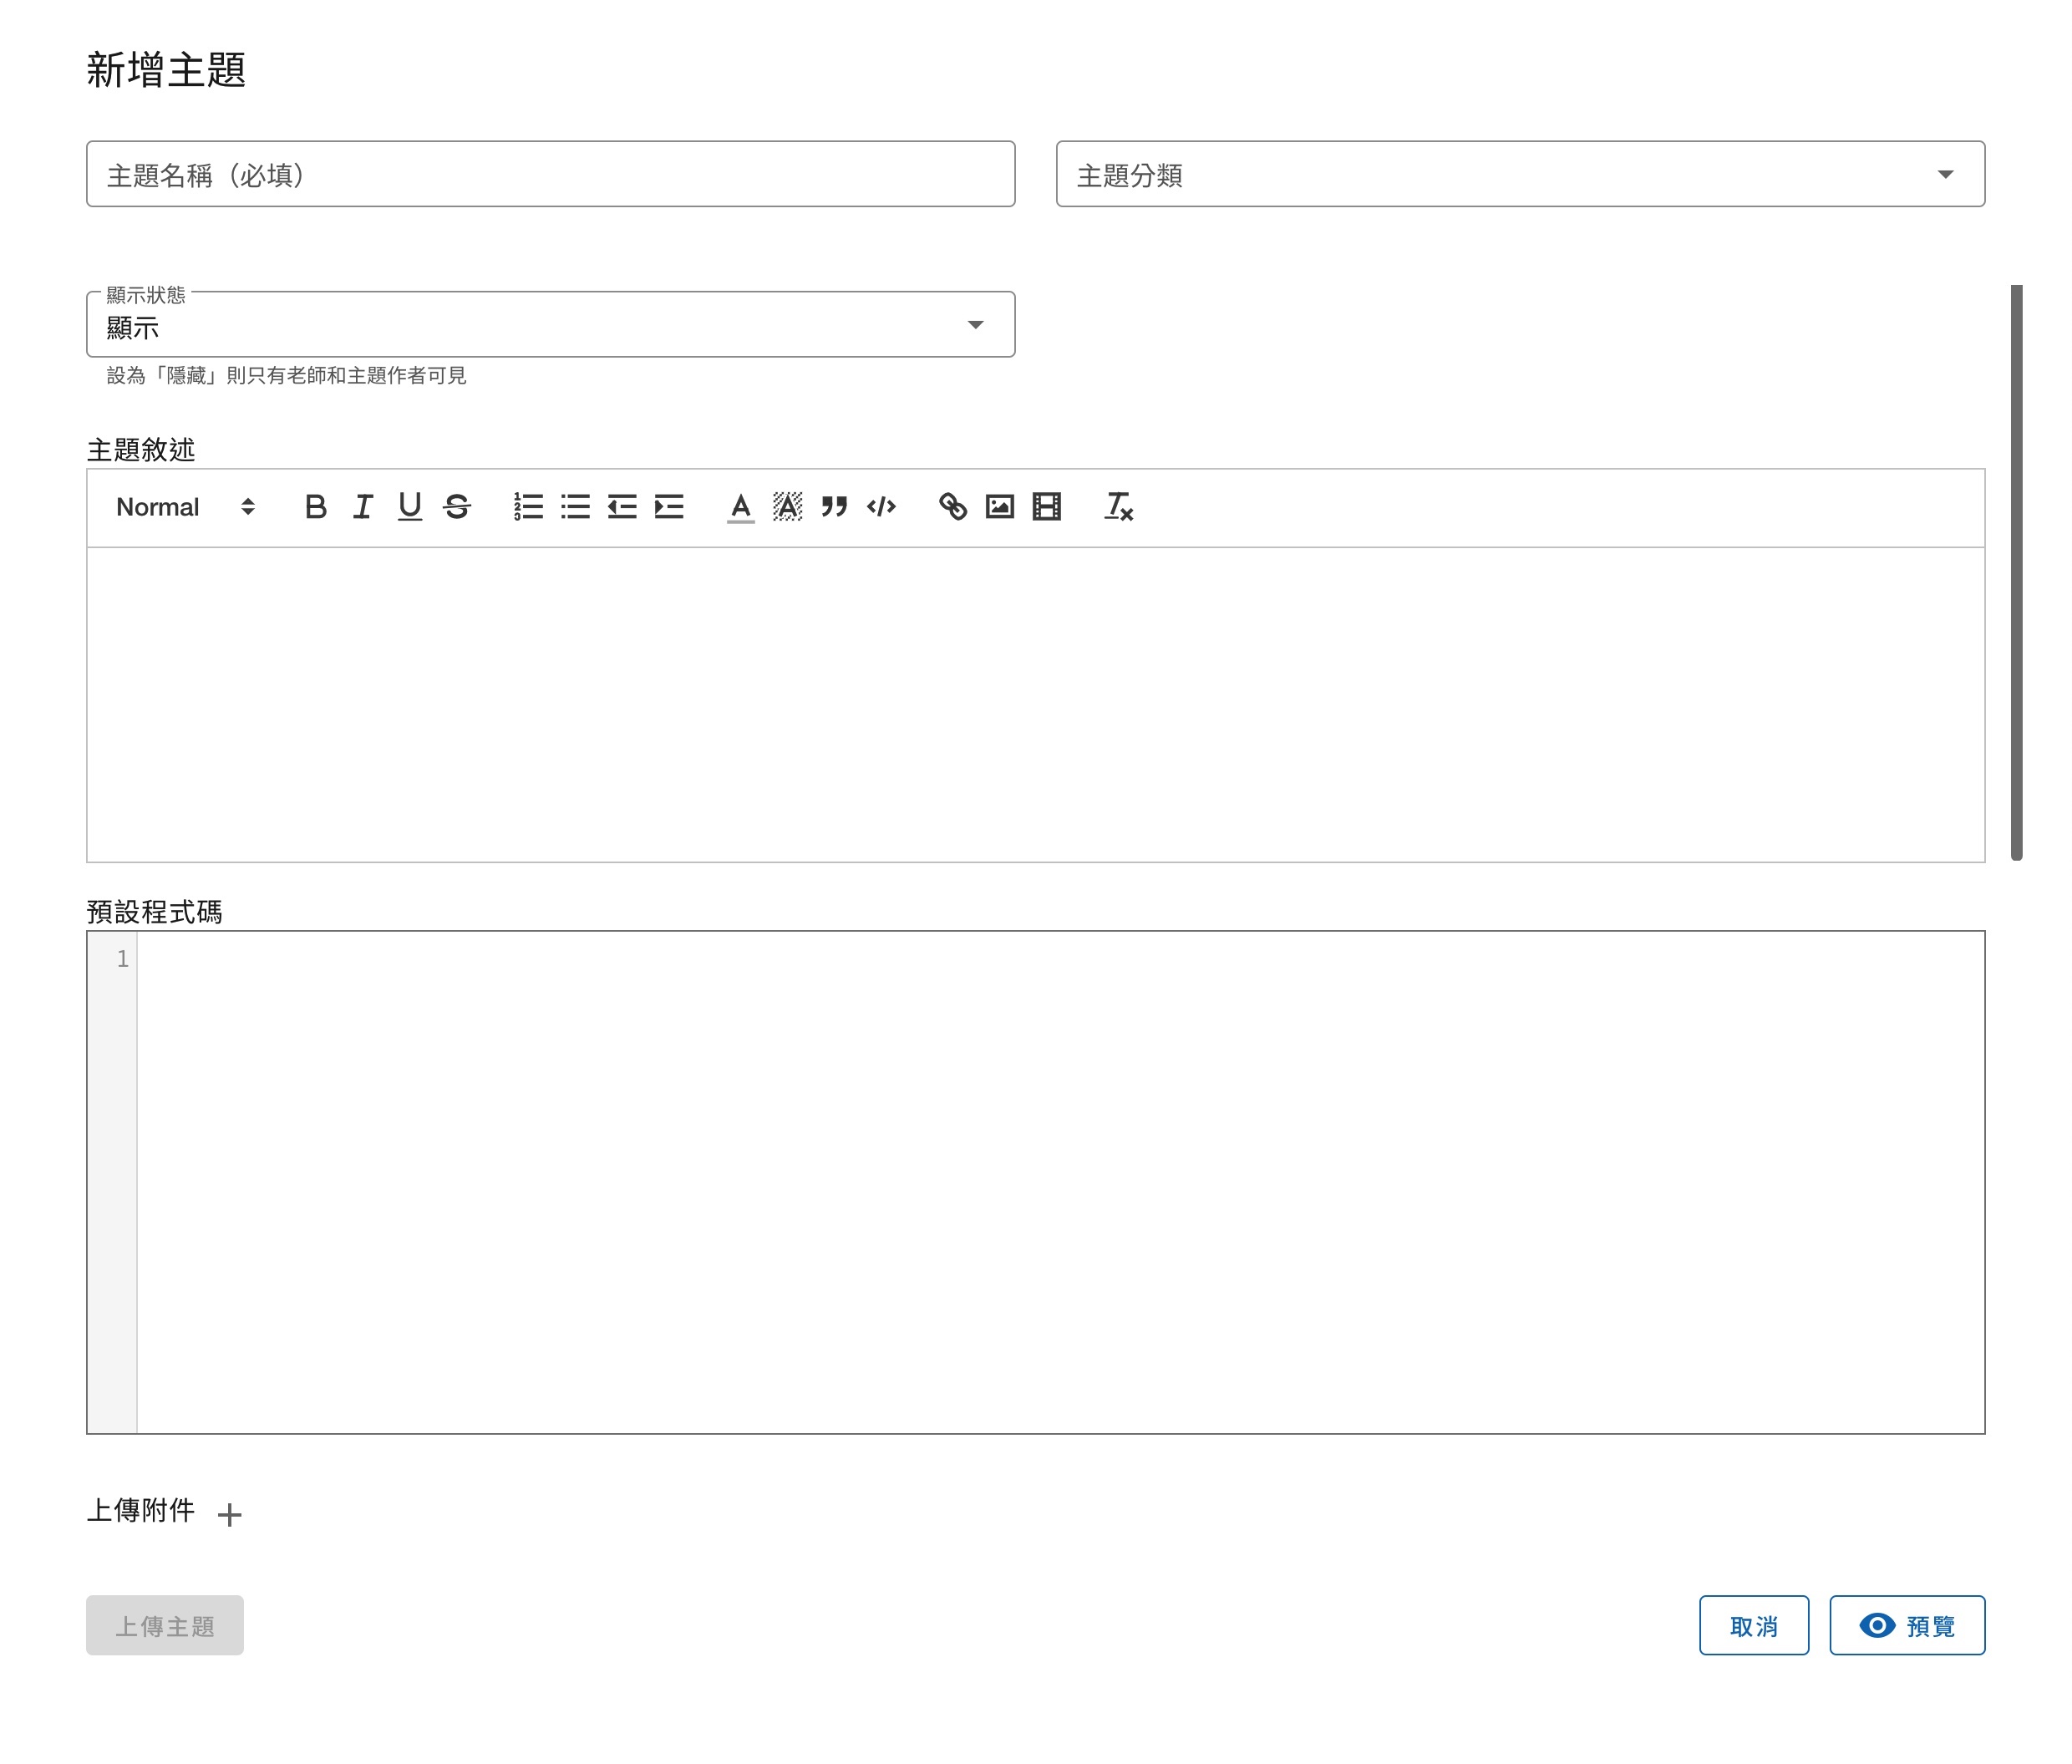 新增主題
主題名稱（必填）
主題分類
顯示狀態
顯示
設為「隱藏」則只有老師和主題作者可見
主題敘述
Normal
預設程式碼
1
上傳附件
上傳主題
取消
預覽